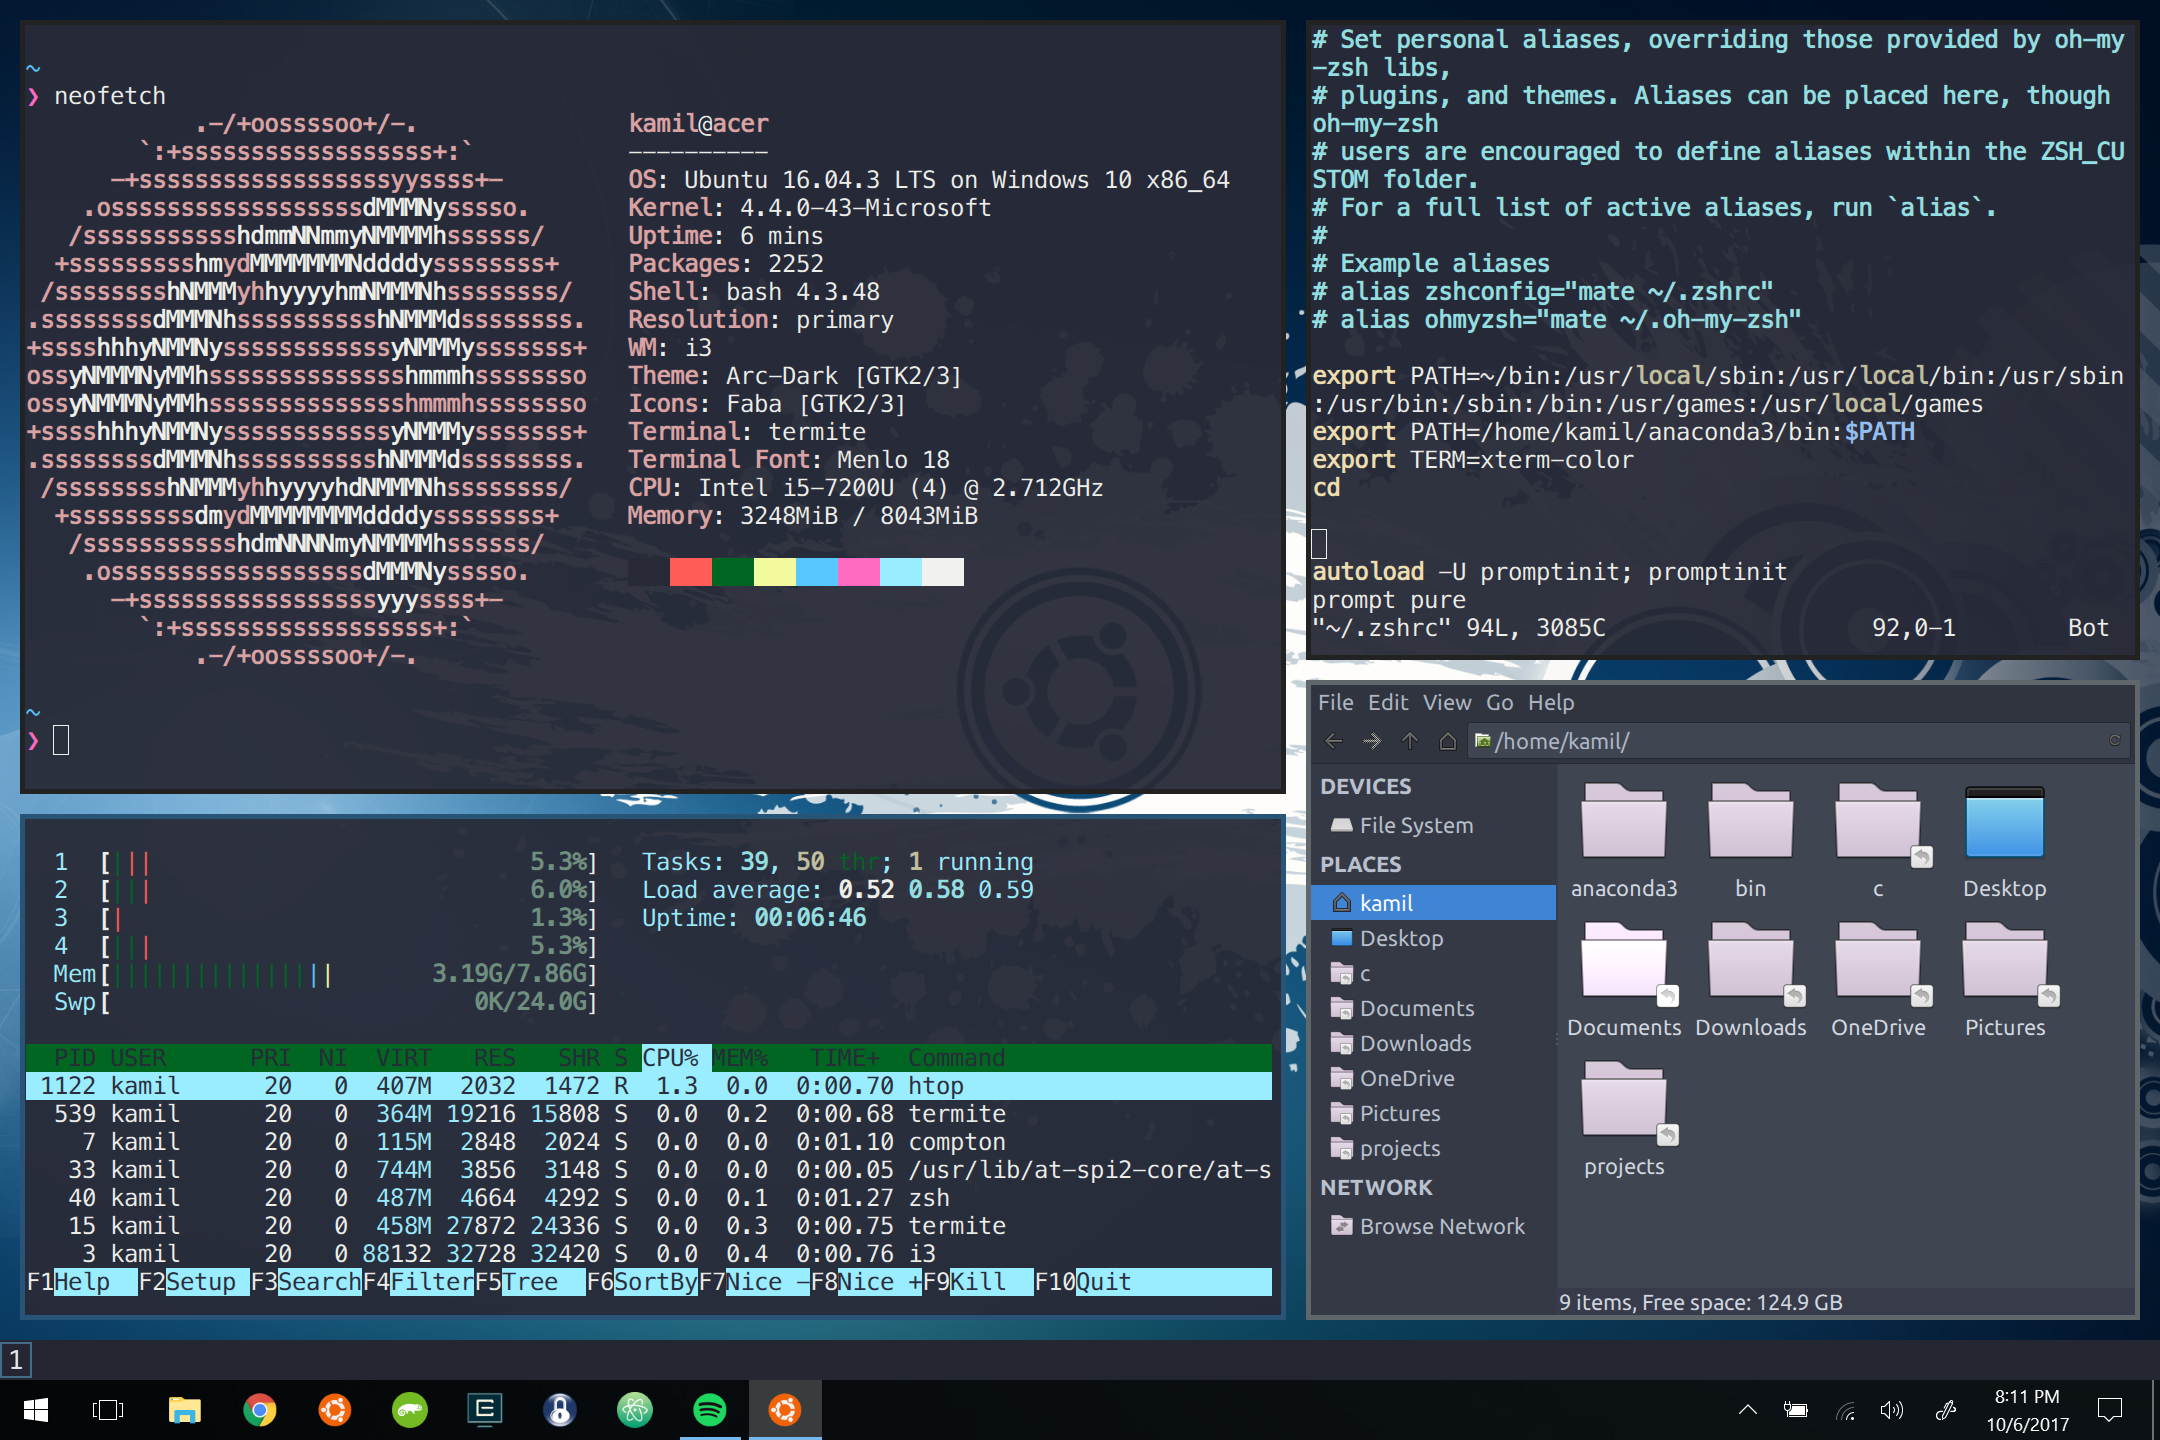 ~
❯ neofetch
.-/+oossssoo+/-.
`:+ssssssssssssssssss+:`
-+ssssssssssssssssssyyssss+-
.ossssssssssssssssssdMMMNysssso.
/ssssssssssshdmmNNmmyNMMMMhssssss/
+ssssssssshmydMMMMMMMNddddyssssssss+
/sssssssshNMMMyhhyyyyhmNMMMNhssssssss/
.ssssssssdMMMNhsssssssssshNMMMdssssssss.
+sssshhhyNMMNyssssssssssssyNMMMysssssss+
ossyNMMMNyMMhsssssssssssssshmmmhssssssso
ossyNMMMNyMMhsssssssssssssshmmmhssssssso
+sssshhhyNMMNyssssssssssssyNMMMysssssss+
.ssssssssdMMMNhsssssssssshNMMMdssssssss.
/sssssssshNMMMyhhyyyyhdNMMMNhssssssss/
+sssssssssdmydMMMMMMMMddddyssssssss+
/ssssssssssshdmNNNNmyNMMMMhssssss/
.ossssssssssssssssssdMMMNysssso.
-+sssssssssssssssssyyyssss+-
`:+ssssssssssssssssss+:`
.-/+oossssoo+/-.
kamil@acer
----------
OS: Ubuntu 16.04.3 LTS on Windows 10 x86_64
Kernel: 4.4.0-43-Microsoft
Uptime: 6 mins
Packages: 2252
Shell: bash 4.3.48
Resolution: primary
WM: i3
Theme: Arc-Dark [GTK2/3]
Icons: Faba [GTK2/3]
Terminal: termite
Terminal Font: Menlo 18
CPU: Intel i5-7200U (4) @ 2.712GHz
Memory: 3248MiB / 8043MiB
~
❯
# Set personal aliases, overriding those provided by oh-my
-zsh libs,
# plugins, and themes. Aliases can be placed here, though
oh-my-zsh
# users are encouraged to define aliases within the ZSH_CU
STOM folder.
# For a full list of active aliases, run `alias`.
#
# Example aliases
# alias zshconfig="mate ~/.zshrc"
# alias ohmyzsh="mate ~/.oh-my-zsh"
export PATH=~/bin:/usr/local/sbin:/usr/local/bin:/usr/sbin
:/usr/bin:/sbin:/bin:/usr/games:/usr/local/games
export PATH=/home/kamil/anaconda3/bin:$PATH
export TERM=xterm-color
cd
autoload -U promptinit; promptinit
prompt pure
"~/.zshrc" 94L, 3085C 92,0-1 Bot
1 [||| 5.3%] Tasks: 39, 50 thr; 1 running
2 [||| 6.0%] Load average: 0.52 0.58 0.59
3 [| 1.3%] Uptime: 00:06:46
4 [||| 5.3%]
Mem[|||||||||||||||| 3.19G/7.86G]
Swp[ 0K/24.0G]
PID USER PRI NI VIRT RES SHR S CPU% MEM% TIME+ Command
1122 kamil 20 0 407M 2032 1472 R 1.3 0.0 0:00.70 htop
539 kamil 20 0 364M 19216 15808 S 0.0 0.2 0:00.68 termite
7 kamil 20 0 115M 2848 2024 S 0.0 0.0 0:01.10 compton
33 kamil 20 0 744M 3856 3148 S 0.0 0.0 0:00.05 /usr/lib/at-spi2-core/at-s
40 kamil 20 0 487M 4664 4292 S 0.0 0.1 0:01.27 zsh
15 kamil 20 0 458M 27872 24336 S 0.0 0.3 0:00.75 termite
3 kamil 20 0 88132 32728 32420 S 0.0 0.4 0:00.76 i3
F1Help F2Setup F3SearchF4FilterF5Tree F6SortByF7Nice -F8Nice +F9Kill F10Quit
File Edit View Go Help
/home/kamil/
DEVICES
File System
PLACES
kamil
Desktop
c
Documents
Downloads
OneDrive
Pictures
projects
NETWORK
Browse Network
anaconda3 bin c Desktop
Documents Downloads OneDrive Pictures
projects
9 items, Free space: 124.9 GB
1
8:11 PM
10/6/2017